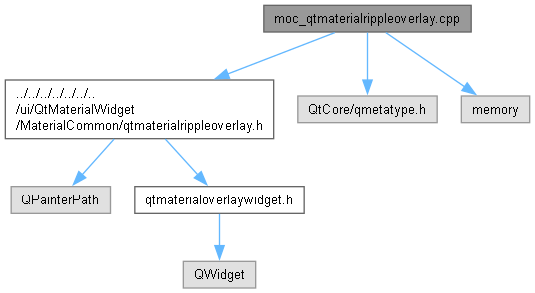 moc_qtmaterialrippleoverlay.cpp
../../../../../../../..
/ui/QtMaterialWidget
/MaterialCommon/qtmaterialrippleoverlay.h
QtCore/qmetatype.h
memory
QPainterPath
qtmaterialoverlaywidget.h
QWidget